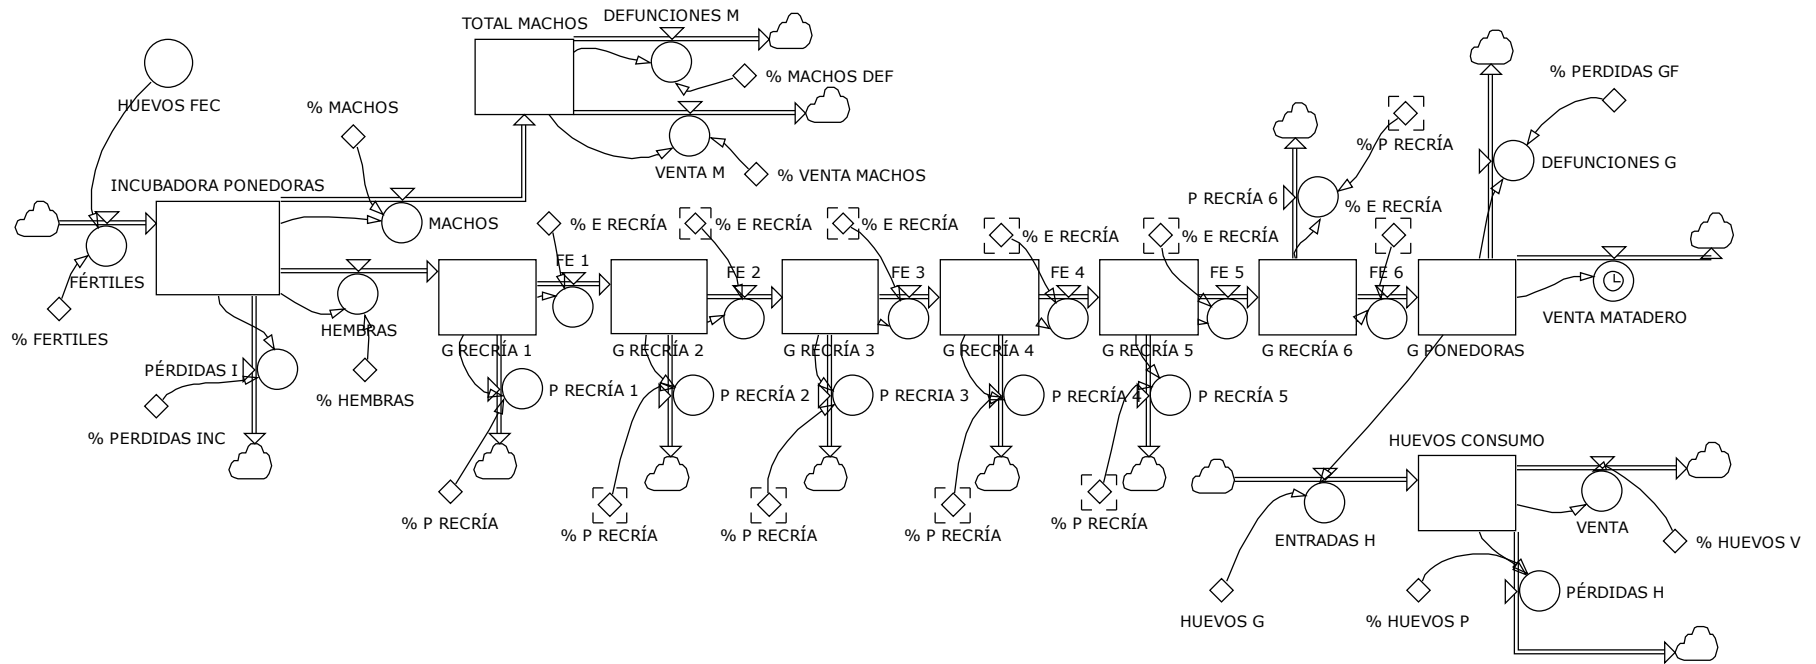 DEFUNCIONES M
TOTAL MACHOS
% MACHOS DEF
% PERDIDAS GF
HUEVOS FEC
% MACHOS
% P RECRÍA
DEFUNCIONES G
VENTA M
% VENTA MACHOS
INCUBADORA PONEDORAS
P RECRÍA 6
% E RECRÍA
MACHOS
% E RECRÍA
% E RECRÍA
% E RECRÍA
% E RECRÍA
% E RECRÍA
FÉRTILES
FE 1
FE 2
FE 3
FE 4
FE 5
FE 6
% FERTILES
HEMBRAS
VENTA MATADERO
G RECRÍA 1
G RECRÍA 2
G RECRÍA 3
G RECRÍA 4
G RECRÍA 5
G RECRÍA 6
G PONEDORAS
PÉRDIDAS I
% HEMBRAS
P RECRÍA 1
P RECRÍA 2
P RECRIA 3
P RECRÍA 4
P RECRÍA 5
% PERDIDAS INC
HUEVOS CONSUMO
% P RECRÍA
% P RECRÍA
% P RECRÍA
% P RECRÍA
% P RECRÍA
ENTRADAS H
VENTA
% HUEVOS V
HUEVOS G
% HUEVOS P
PÉRDIDAS H